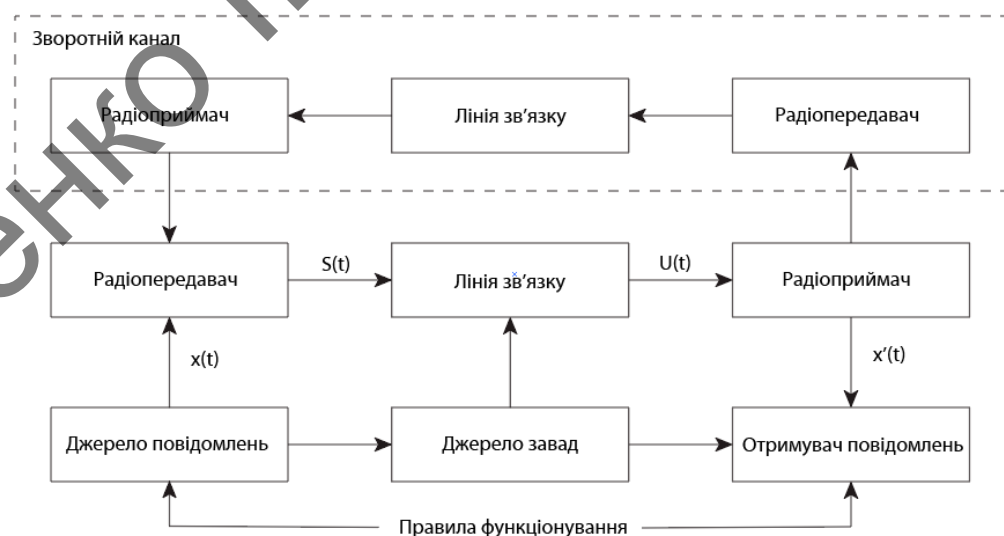 Зворотній канал
Радіоприймач
Лінія зв’язку
Радіопередавач
Радіопередавач
S(t)
Лінія зв’язку
U(t)
Радіоприймач
x(t)
x’(t)
Джерело повідомлень
Джерело завад
Отримувач повідомлень
Правила функціонування